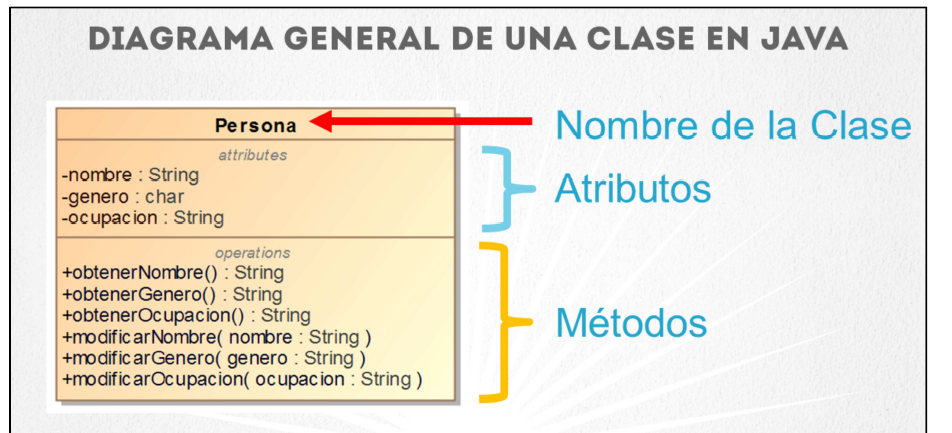 DIAGRAMA GENERAL DE UNA CLASE EN JAVA
Persona
Nombre de la Clase
attributes
-nombre : String
-genero : char
-ocupacion : String
Atributos
operations
+obtenerNombre() : String
+obtenerGenero() : String
+obtenerOcupacion() : String
+modificarNombre( nombre : String )
+modificarGenero( genero : String )
+modificarOcupacion( ocupacion : String )
Métodos